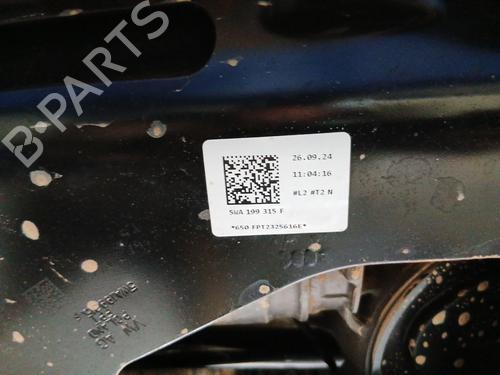 B-PARTS
26.09.24
11:04:16
#L2 #T2 N
5WA 199 315 F
*650 FPT2325616E*